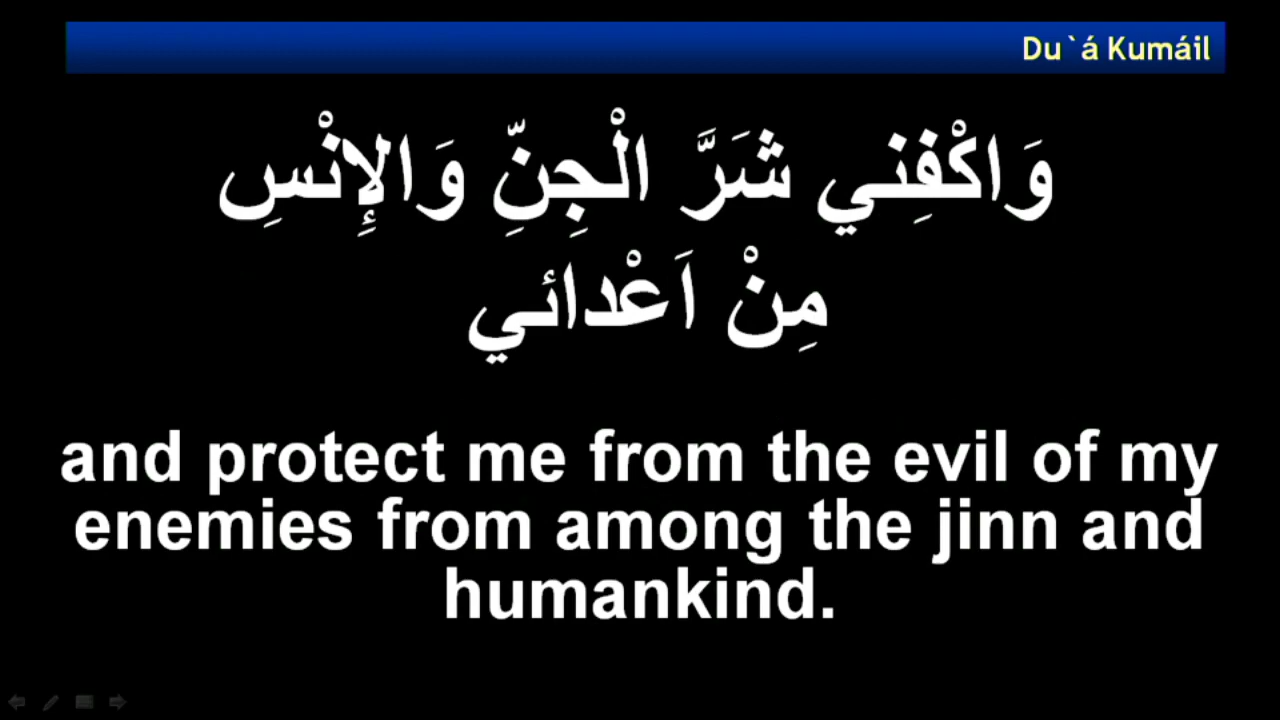 Du`á Kumáil
وَاكْفِنِي شَرَّ الْجِنِّ وَالإِنْسِ
مِنْ اَعْدائي
and protect me from the evil of my
enemies from among the jinn and
humankind.